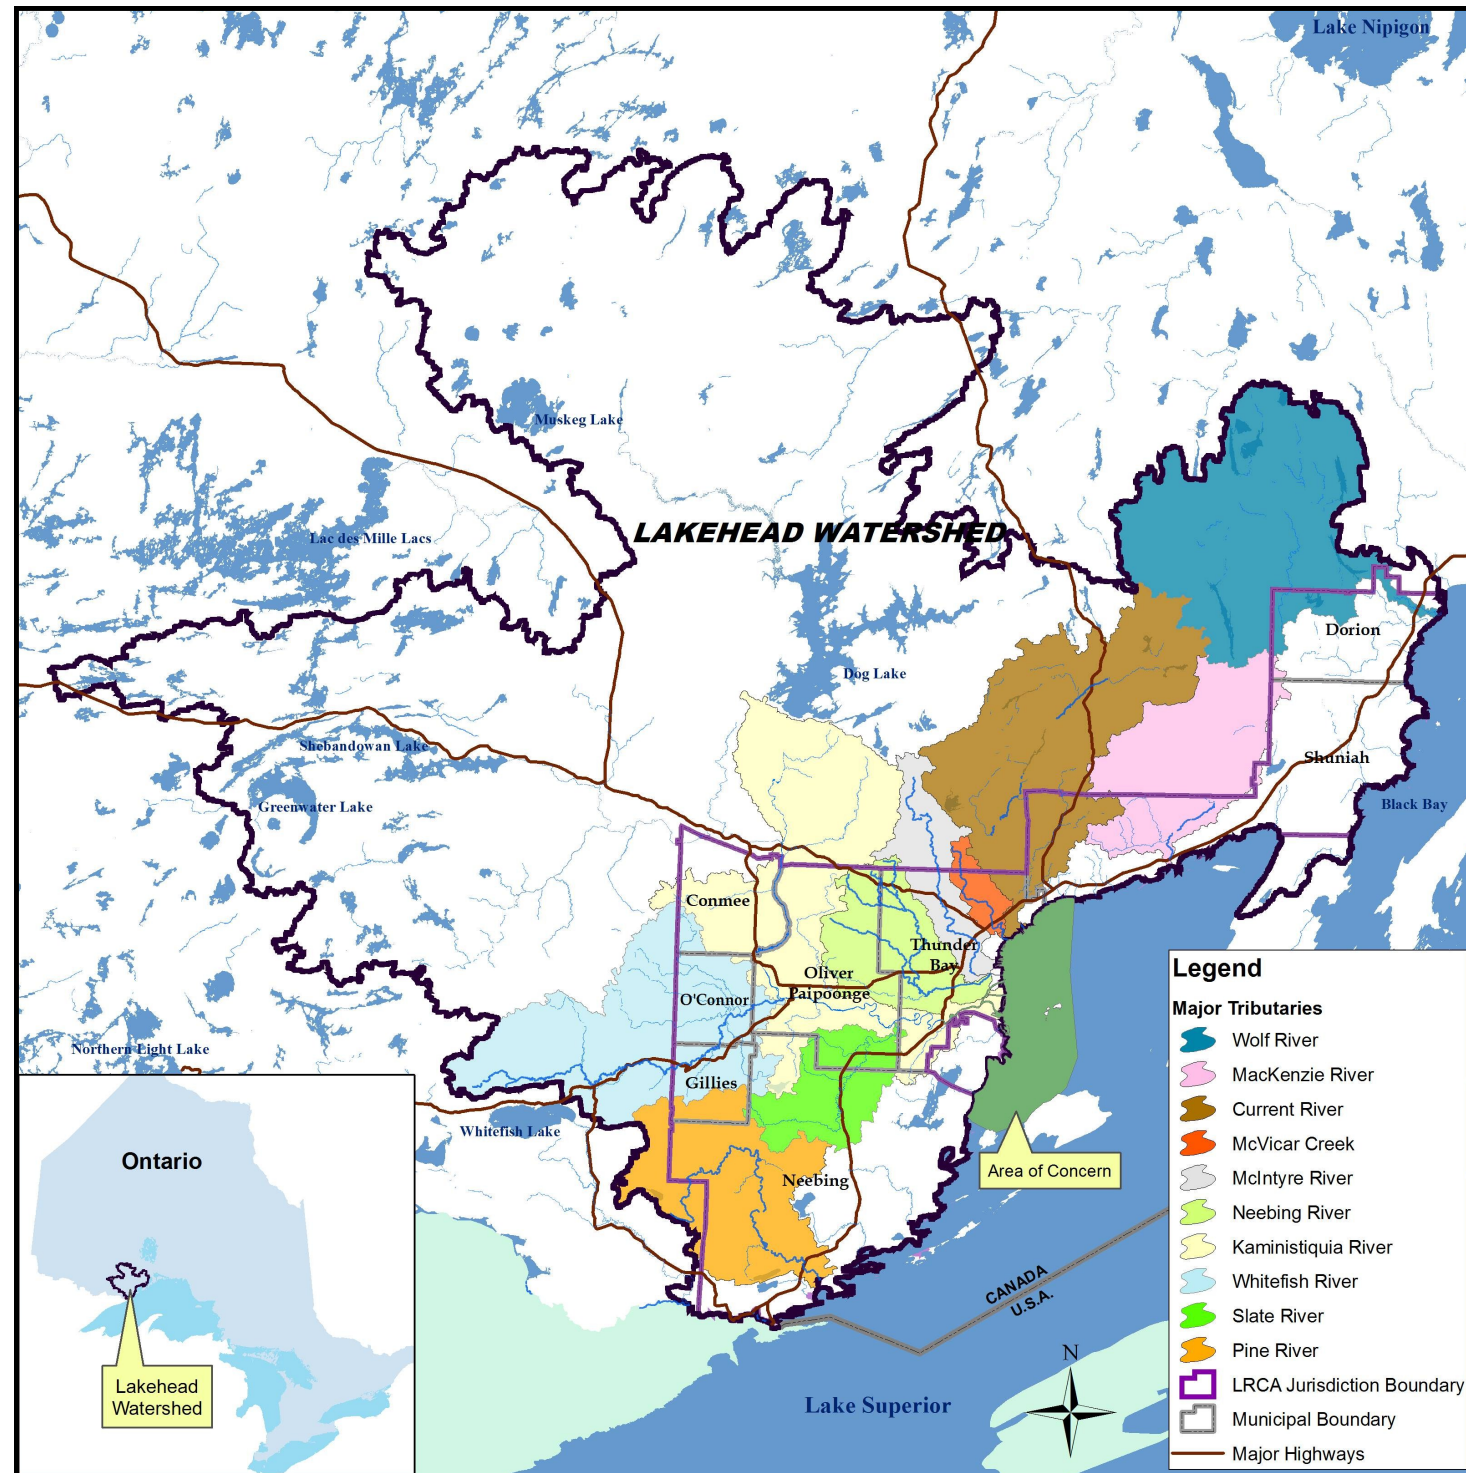 Lake Nipigon
Muskeg Lake
LAKEHEAD WATERSHED
Lac des Mille Lacs
Dorion
Dog Lake
Shebandowan Lake
Shuniah
Greenwater Lake
Black Bay
Conmee
Thunder
Bay
Oliver
Paipoonge
O'Connor
Northern Light Lake
Gillies
Whitefish Lake
Neebing
Area of Concern
CANADA
U.S.A.
Lake Superior
N
Ontario
Lakehead
Watershed
Legend
Major Tributaries
Wolf River
MacKenzie River
Current River
McVicar Creek
McIntyre River
Neebing River
Kaministiquia River
Whitefish River
Slate River
Pine River
LRCA Jurisdiction Boundary
Municipal Boundary
Major Highways